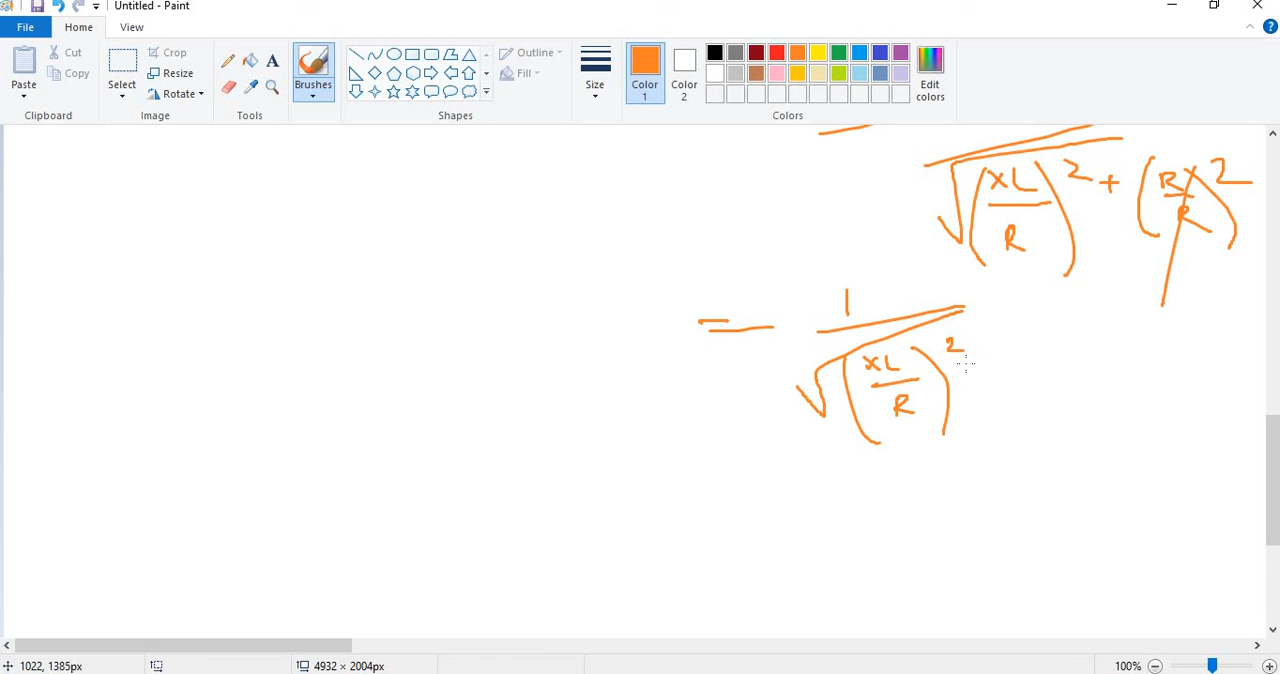 Untitled - Paint
File Home View
Paste Cut Copy Select Crop Resize Rotate A Brushes Outline Fill Size Color 1 Color 2 Edit colors
Clipboard Image Tools Shapes Colors
√(XL/R)² + (R/R)²
= 1/√(XL/R)²
1022, 1385px 4932 × 2004px 100%